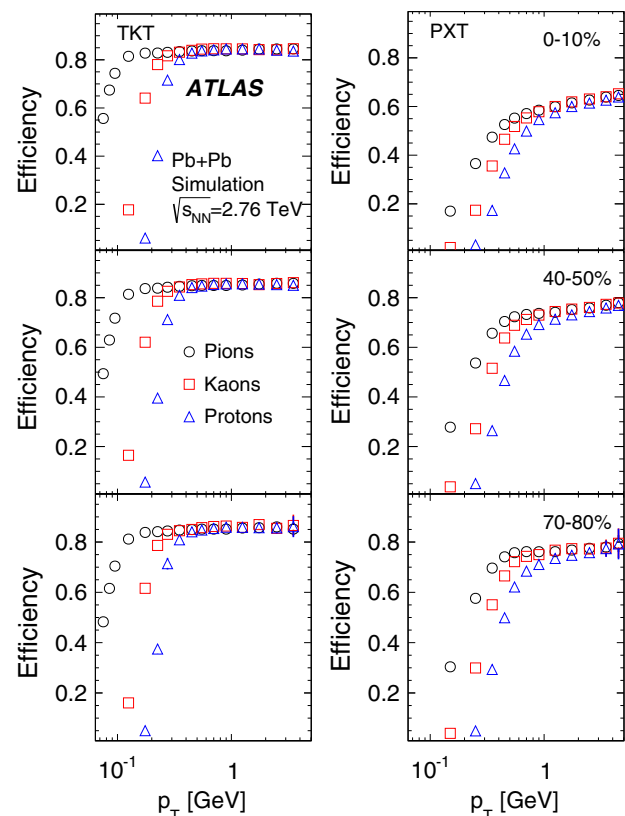 TKT
PXT
0-10%
ATLAS
Pb+Pb
Simulation
√s_NN=2.76 TeV
Efficiency
0.8
0.6
0.4
0.2
Efficiency
0.8
0.6
0.4
0.2
40-50%
Pions
Kaons
Protons
Efficiency
0.8
0.6
0.4
0.2
Efficiency
0.8
0.6
0.4
0.2
70-80%
Efficiency
0.8
0.6
0.4
0.2
Efficiency
0.8
0.6
0.4
0.2
10⁻¹
1
p_T [GeV]
10⁻¹
1
p_T [GeV]